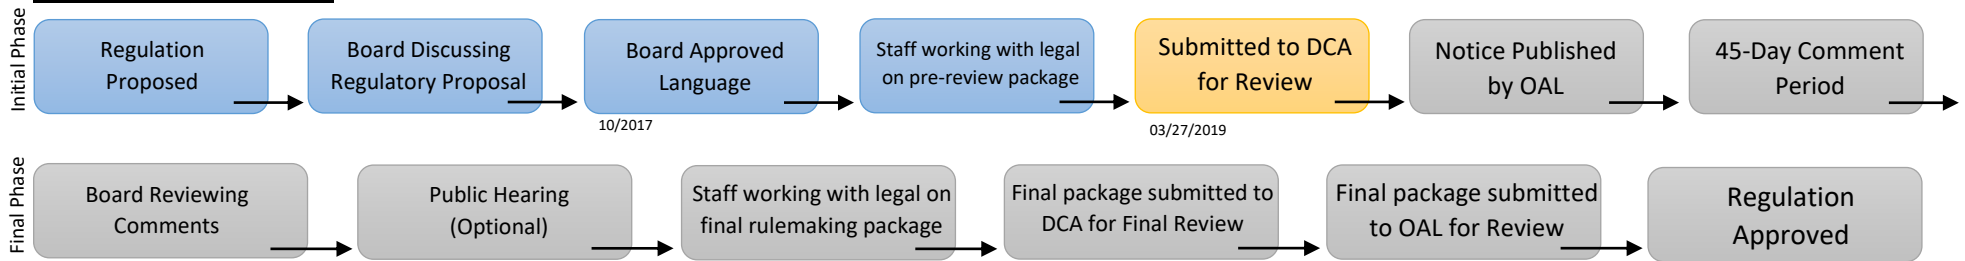 Initial Phase
Regulation
Proposed
Board Discussing
Regulatory Proposal
Board Approved
Language
10/2017
Staff working with legal
on pre-review package
Submitted to DCA
for Review
03/27/2019
Notice Published
by OAL
45-Day Comment
Period
Final Phase
Board Reviewing
Comments
Public Hearing
(Optional)
Staff working with legal on
final rulemaking package
Final package submitted to
DCA for Final Review
Final package submitted
to OAL for Review
Regulation
Approved